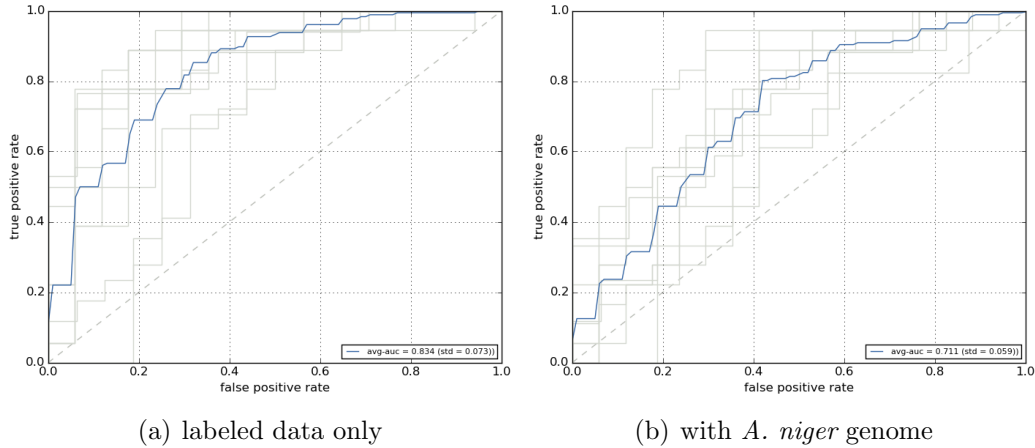 1.0
0.8
0.6
0.4
0.2
0.0
true positive rate
0.0 0.2 0.4 0.6 0.8 1.0
false positive rate
avg-auc = 0.834 (std = 0.073))
(a) labeled data only
1.0
0.8
0.6
0.4
0.2
0.0
true positive rate
0.0 0.2 0.4 0.6 0.8 1.0
false positive rate
avg-auc = 0.711 (std = 0.059))
(b) with A. niger genome